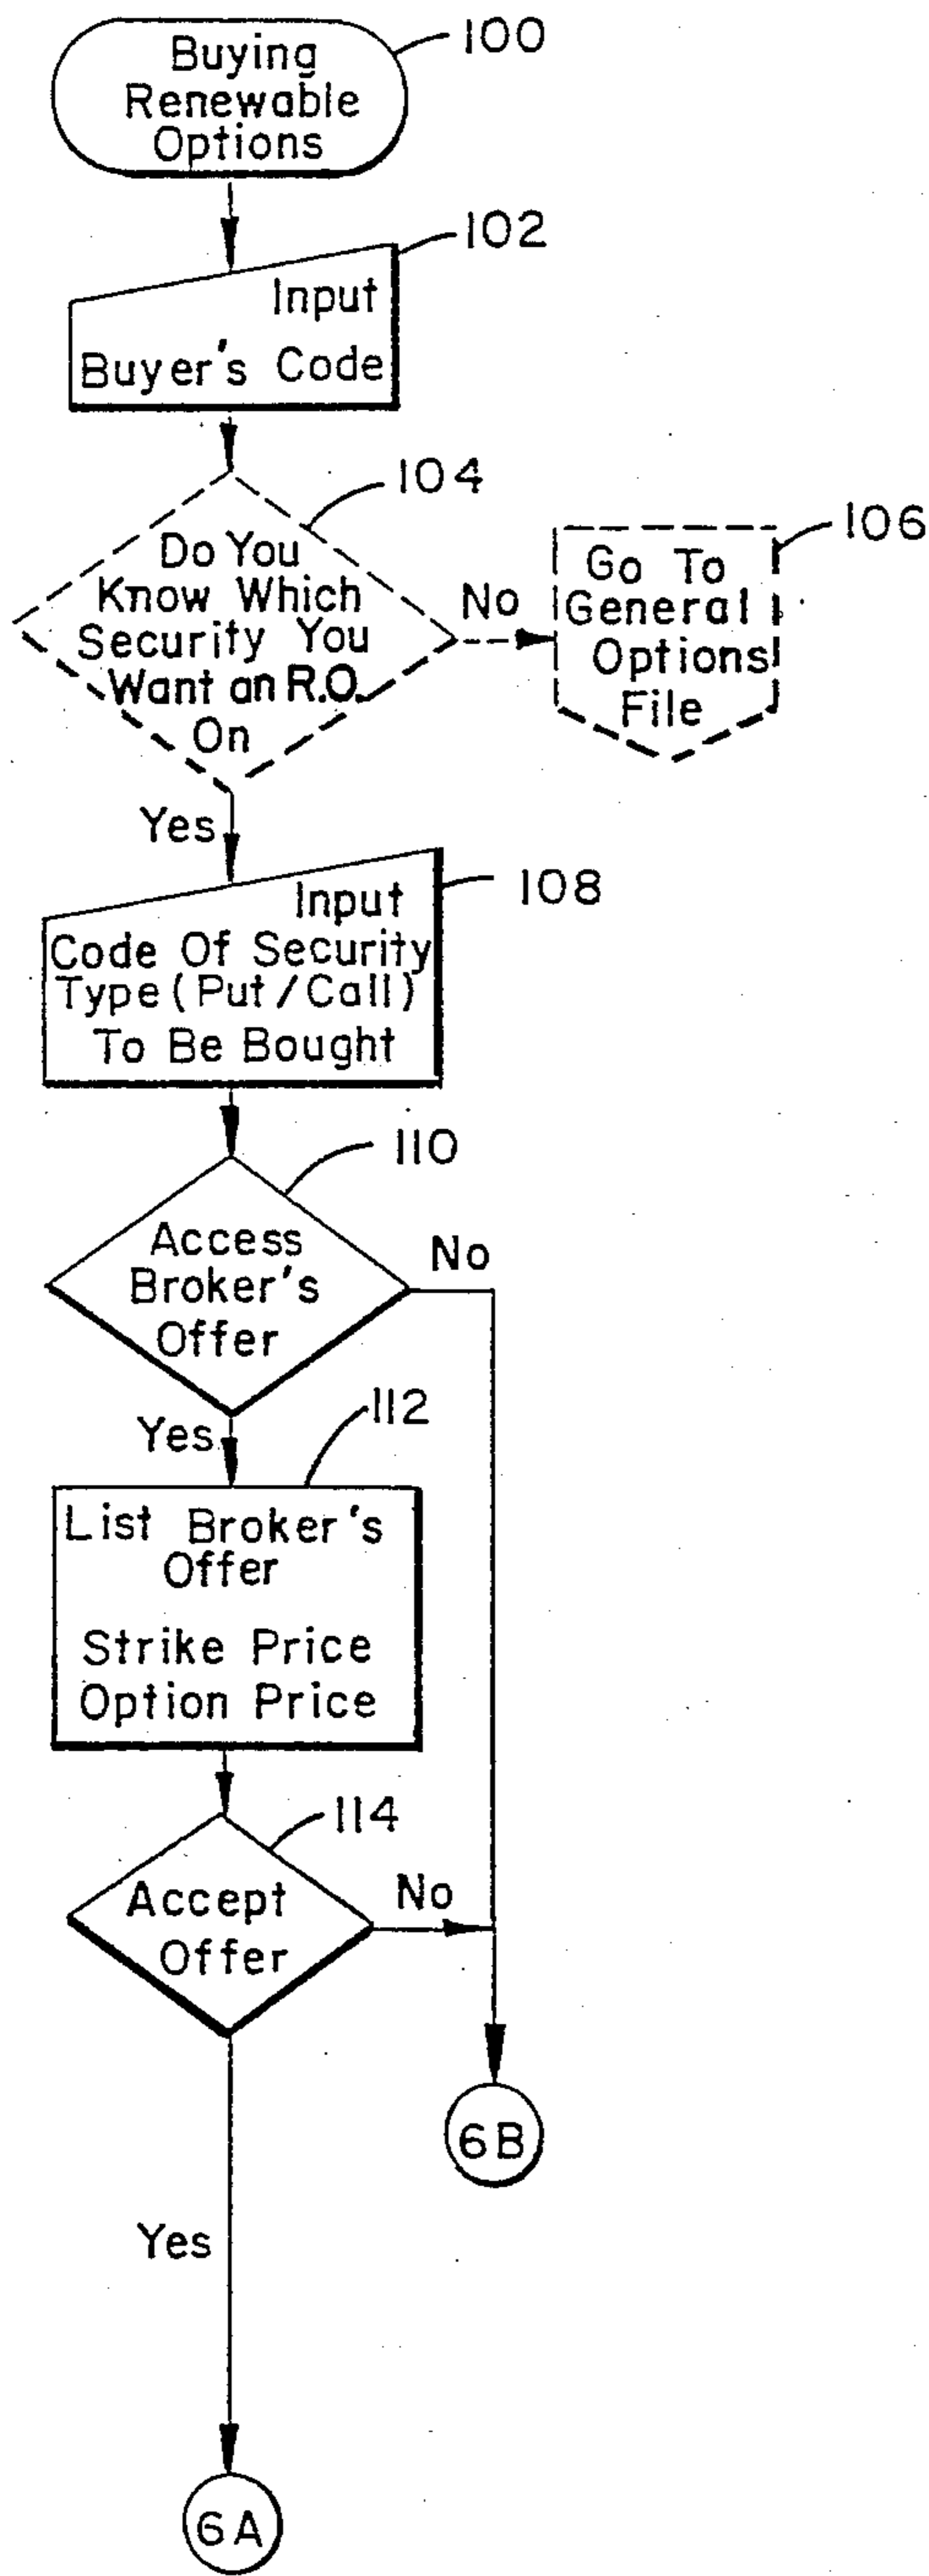 Buying
Renewable
Options
100
102
Input
Buyer's Code
104
Do You
Know Which
Security You
Want an R.O.
On
No
106
Go To
General
Options
File
Yes
108
Input
Code Of Security
Type (Put/Call)
To Be Bought
110
Access
Broker's
Offer
No
Yes
112
List Broker's
Offer
Strike Price
Option Price
114
Accept
Offer
No
6B
Yes
6A